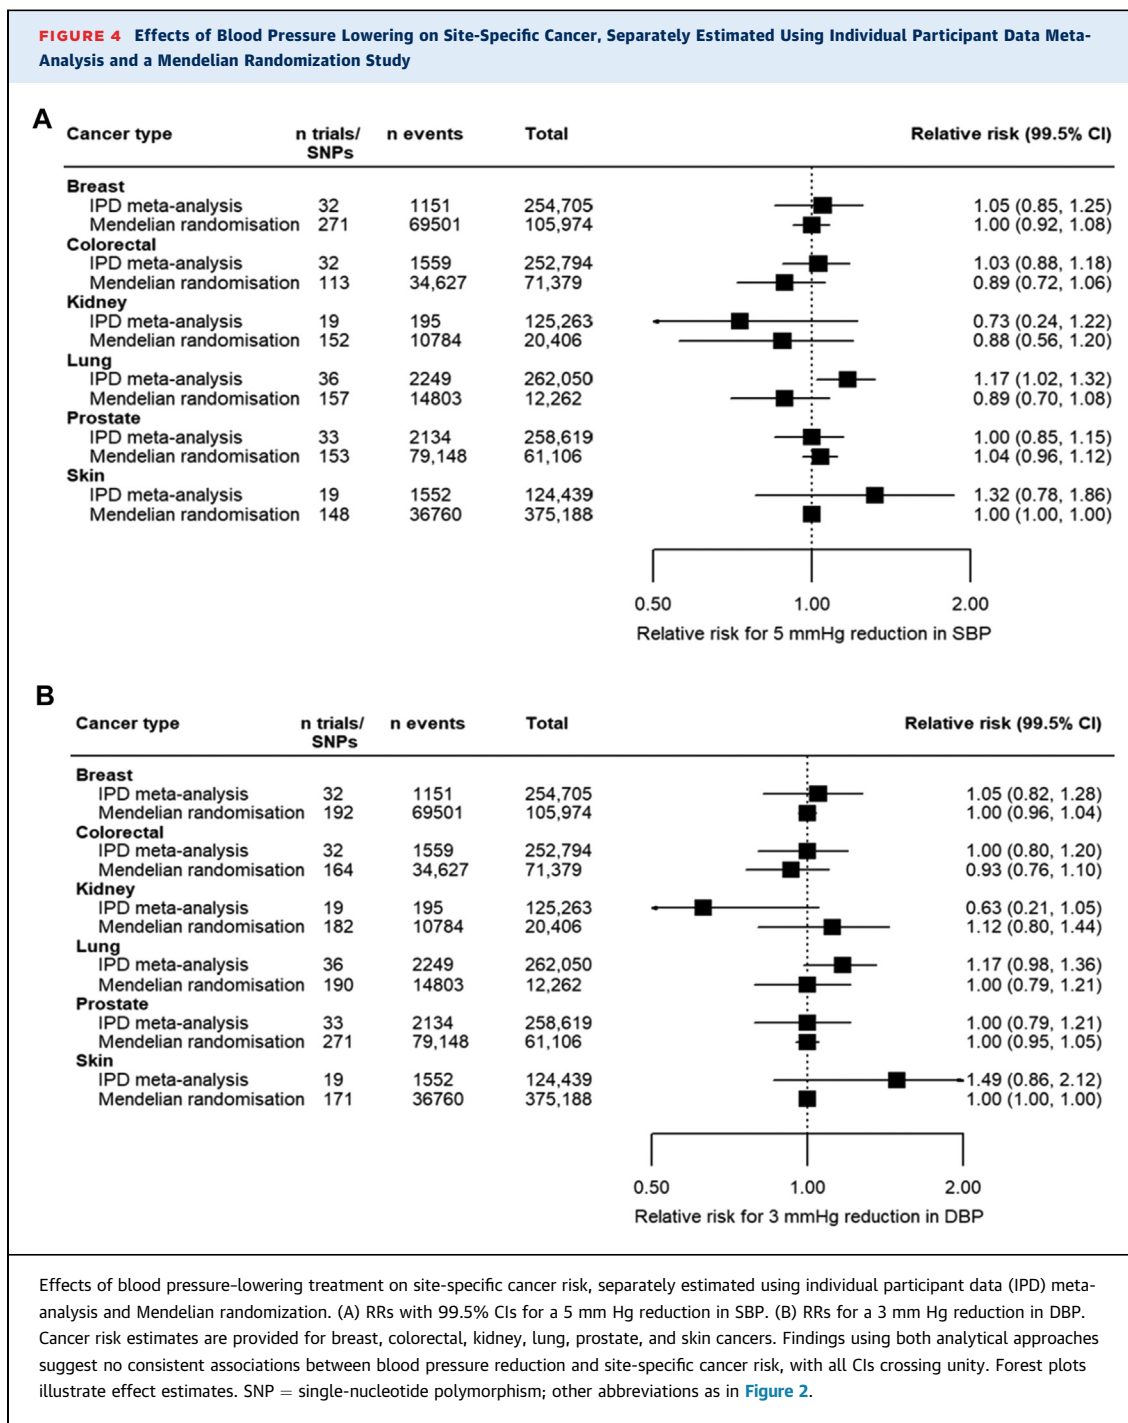 FIGURE 4 Effects of Blood Pressure Lowering on Site-Specific Cancer, Separately Estimated Using Individual Participant Data Meta-
Analysis and a Mendelian Randomization Study
A
Cancer type n trials/ n events Total Relative risk (99.5% CI)
SNPs
Breast
IPD meta-analysis 32 1151 254,705 1.05 (0.85, 1.25)
Mendelian randomisation 271 69501 105,974 1.00 (0.92, 1.08)
Colorectal
IPD meta-analysis 32 1559 252,794 1.03 (0.88, 1.18)
Mendelian randomisation 113 34,627 71,379 0.89 (0.72, 1.06)
Kidney
IPD meta-analysis 19 195 125,263 0.73 (0.24, 1.22)
Mendelian randomisation 152 10784 20,406 0.88 (0.56, 1.20)
Lung
IPD meta-analysis 36 2249 262,050 1.17 (1.02, 1.32)
Mendelian randomisation 157 14803 12,262 0.89 (0.70, 1.08)
Prostate
IPD meta-analysis 33 2134 258,619 1.00 (0.85, 1.15)
Mendelian randomisation 153 79,148 61,106 1.04 (0.96, 1.12)
Skin
IPD meta-analysis 19 1552 124,439 1.32 (0.78, 1.86)
Mendelian randomisation 148 36760 375,188 1.00 (1.00, 1.00)
0.50 1.00 2.00
Relative risk for 5 mmHg reduction in SBP
B
Cancer type n trials/ n events Total Relative risk (99.5% CI)
SNPs
Breast
IPD meta-analysis 32 1151 254,705 1.05 (0.82, 1.28)
Mendelian randomisation 192 69501 105,974 1.00 (0.96, 1.04)
Colorectal
IPD meta-analysis 32 1559 252,794 1.00 (0.80, 1.20)
Mendelian randomisation 164 34,627 71,379 0.93 (0.76, 1.10)
Kidney
IPD meta-analysis 19 195 125,263 0.63 (0.21, 1.05)
Mendelian randomisation 182 10784 20,406 1.12 (0.80, 1.44)
Lung
IPD meta-analysis 36 2249 262,050 1.17 (0.98, 1.36)
Mendelian randomisation 190 14803 12,262 1.00 (0.79, 1.21)
Prostate
IPD meta-analysis 33 2134 258,619 1.00 (0.79, 1.21)
Mendelian randomisation 271 79,148 61,106 1.00 (0.95, 1.05)
Skin
IPD meta-analysis 19 1552 124,439 1.49 (0.86, 2.12)
Mendelian randomisation 171 36760 375,188 1.00 (1.00, 1.00)
0.50 1.00 2.00
Relative risk for 3 mmHg reduction in DBP
Effects of blood pressure-lowering treatment on site-specific cancer risk, separately estimated using individual participant data (IPD) meta-
analysis and Mendelian randomization. (A) RRs with 99.5% CIs for a 5 mm Hg reduction in SBP. (B) RRs for a 3 mm Hg reduction in DBP.
Cancer risk estimates are provided for breast, colorectal, kidney, lung, prostate, and skin cancers. Findings using both analytical approaches
suggest no consistent associations between blood pressure reduction and site-specific cancer risk, with all CIs crossing unity. Forest plots
illustrate effect estimates. SNP = single-nucleotide polymorphism; other abbreviations as in Figure 2.